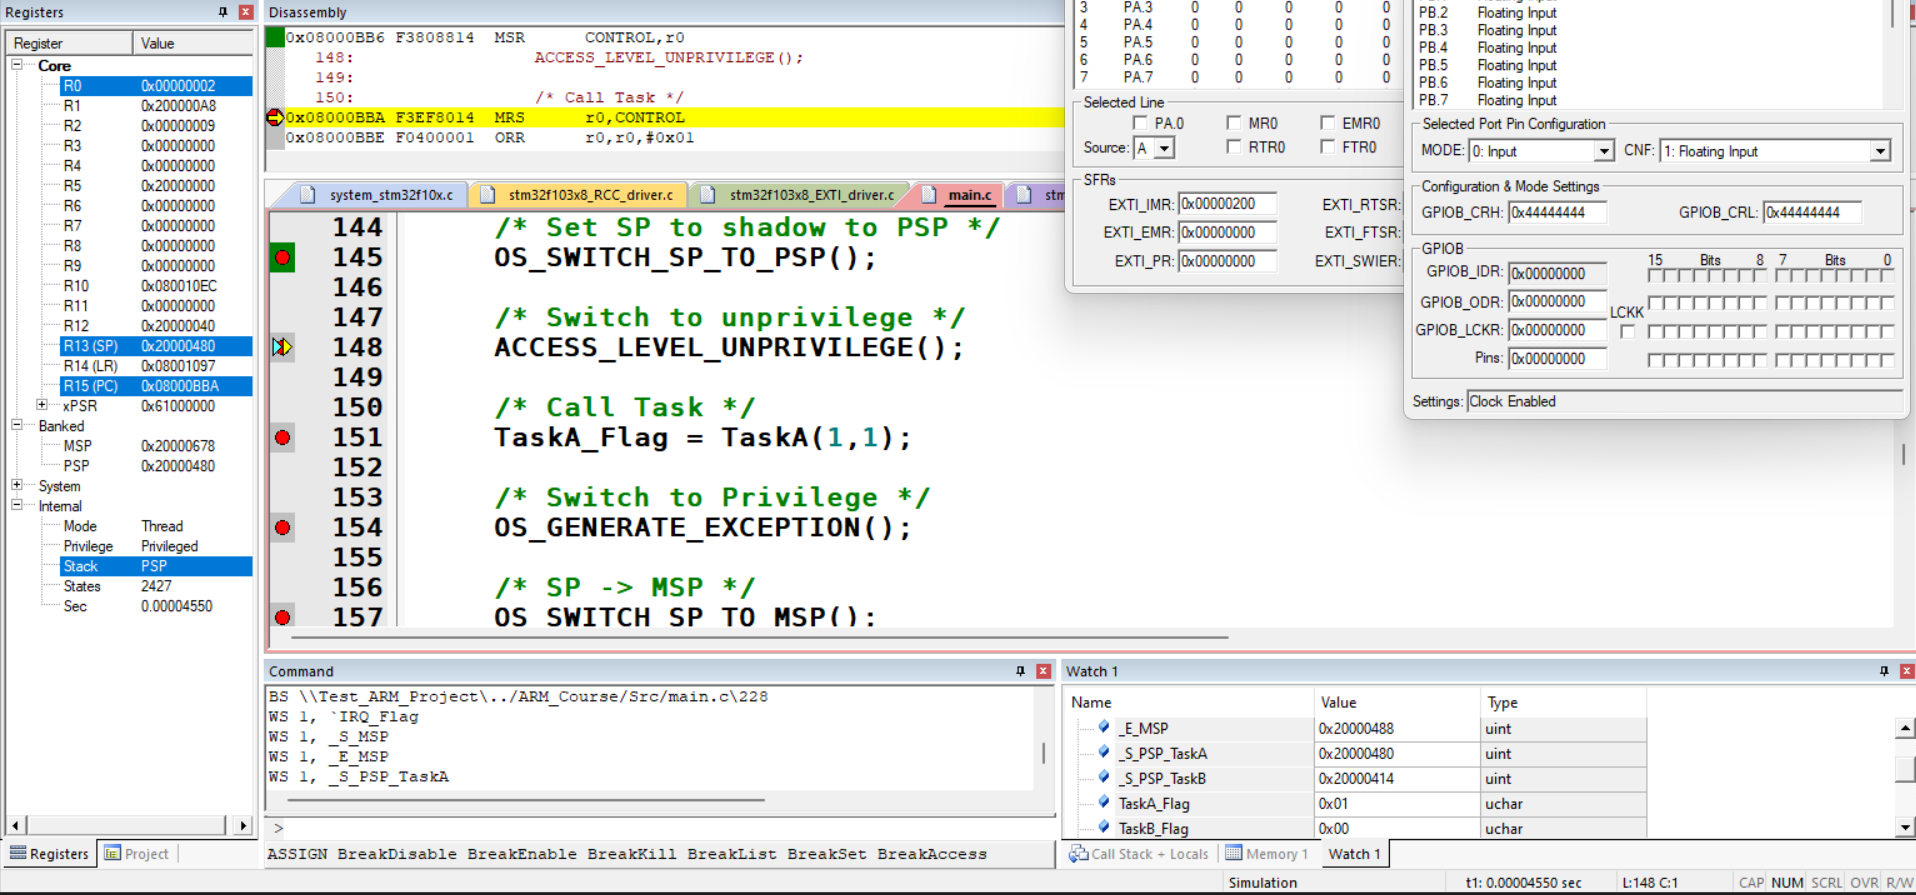 Registers
Register Value
Core
R0 0x00000002
R1 0x200000A8
R2 0x00000009
R3 0x00000000
R4 0x00000000
R5 0x20000000
R6 0x00000000
R7 0x00000000
R8 0x00000000
R9 0x00000000
R10 0x080010EC
R11 0x00000000
R12 0x20000040
R13 (SP) 0x20000480
R14 (LR) 0x08001097
R15 (PC) 0x08000BBA
xPSR 0x61000000
Banked
MSP 0x20000678
PSP 0x20000480
System
Internal
Mode Thread
Privilege Privileged
Stack PSP
States 2427
Sec 0.00004550
Registers Project
Disassembly
0x08000BB6 F3808814 MSR CONTROL,r0
148: ACCESS_LEVEL_UNPRIVILEGE();
149:
150: /* Call Task */
0x08000BBA F3EF8014 MRS r0,CONTROL
0x08000BBE F0400001 ORR r0,r0,#0x01
system_stm32f10x.c stm32f103x8_RCC_driver.c stm32f103x8_EXTI_driver.c main.c stm
144 /* Set SP to shadow to PSP */
145 OS_SWITCH_SP_TO_PSP();
146
147 /* Switch to unprivilege */
148 ACCESS_LEVEL_UNPRIVILEGE();
149
150 /* Call Task */
151 TaskA_Flag = TaskA(1,1);
152
153 /* Switch to Privilege */
154 OS_GENERATE_EXCEPTION();
155
156 /* SP -> MSP */
157 OS_SWITCH_SP_TO_MSP();
3 PA.3 0 0 0 0 0
4 PA.4 0 0 0 0 0
5 PA.5 0 0 0 0 0
6 PA.6 0 0 0 0 0
7 PA.7 0 0 0 0 0
Selected Line
PA.0 MR0 EMR0
Source: A RTR0 FTR0
SFRs
EXTI_IMR: 0x00000200 EXTI_RTSR:
EXTI_EMR: 0x00000000 EXTI_FTSR:
EXTI_PR: 0x00000000 EXTI_SWIER:
PB.2 Floating Input
PB.3 Floating Input
PB.4 Floating Input
PB.5 Floating Input
PB.6 Floating Input
PB.7 Floating Input
Selected Port Pin Configuration
MODE: 0: Input CNF: 1: Floating Input
Configuration & Mode Settings
GPIOB_CRH: 0x44444444 GPIOB_CRL: 0x44444444
GPIOB
15 Bits 8 7 Bits 0
GPIOB_IDR: 0x00000000
GPIOB_ODR: 0x00000000
LCKK
GPIOB_LCKR: 0x00000000
Pins: 0x00000000
Settings: Clock Enabled
Command
BS \\Test_ARM_Project\../ARM_Course/Src/main.c\228
WS 1, `IRQ_Flag
WS 1, _S_MSP
WS 1, _E_MSP
WS 1, _S_PSP_TaskA
>
ASSIGN BreakDisable BreakEnable BreakKill BreakList BreakSet BreakAccess
Watch 1
Name Value Type
_E_MSP 0x20000488 uint
_S_PSP_TaskA 0x20000480 uint
_S_PSP_TaskB 0x20000414 uint
TaskA_Flag 0x01 uchar
TaskB_Flag 0x00 uchar
Call Stack + Locals Memory 1 Watch 1
Simulation t1: 0.00004550 sec L:148 C:1 CAP NUM SCRL OVR R/W